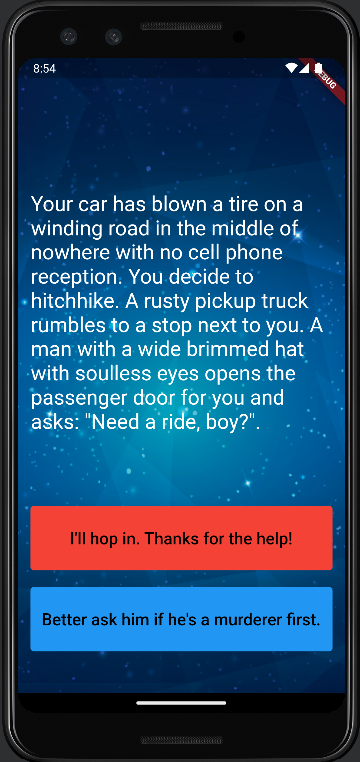 8:54
DEBUG
Your car has blown a tire on a
winding road in the middle of
nowhere with no cell phone
reception. You decide to
hitchhike. A rusty pickup truck
rumbles to a stop next to you. A
man with a wide brimmed hat
with soulless eyes opens the
passenger door for you and
asks: "Need a ride, boy?".
I'll hop in. Thanks for the help!
Better ask him if he's a murderer first.